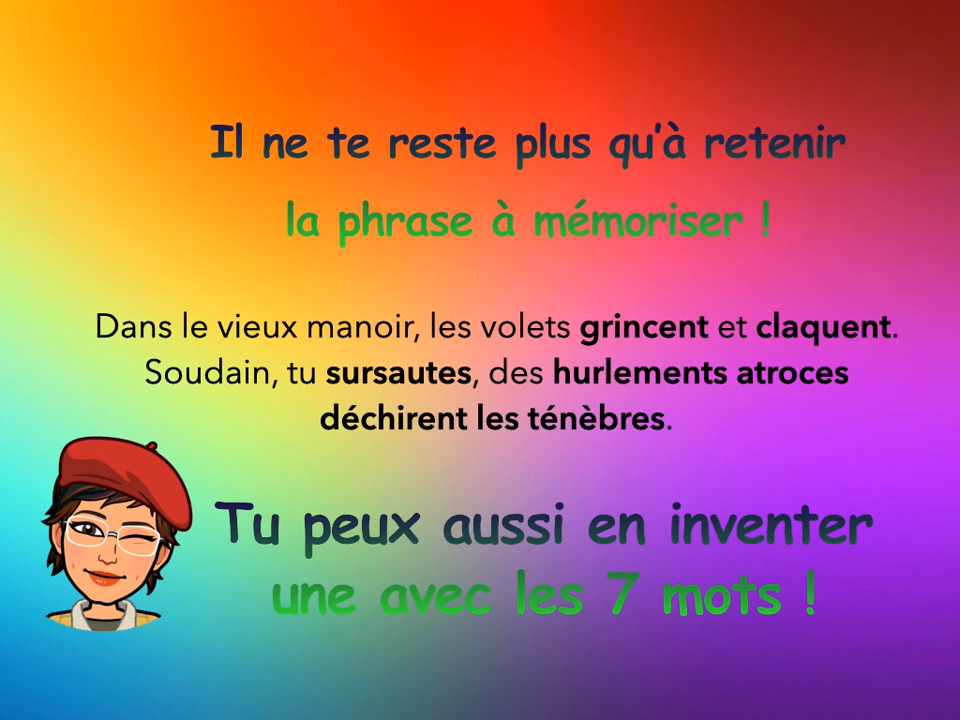 Il ne te reste plus qu’à retenir
la phrase à mémoriser !
Dans le vieux manoir, les volets grincent et claquent.
Soudain, tu sursautes, des hurlements atroces
déchirent les ténèbres.
Tu peux aussi en inventer
une avec les 7 mots !